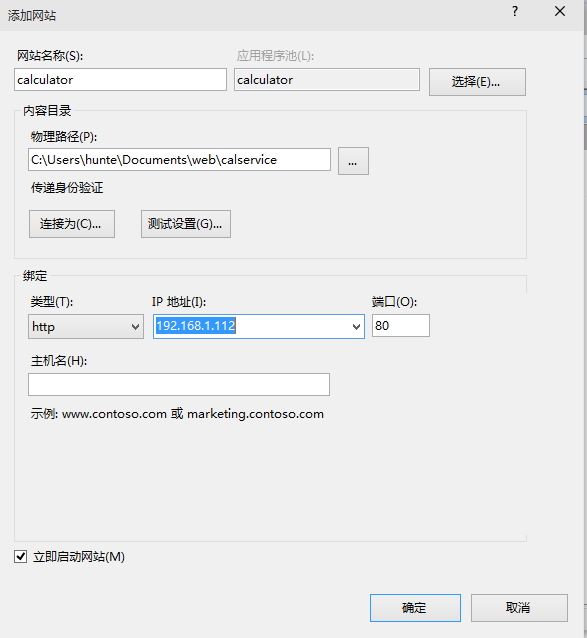 添加网站
?
网站名称(S):
应用程序池(L):
calculator
calculator
选择(E)...
内容目录
物理路径(P):
C:\Users\hunte\Documents\web\calservice
...
传递身份验证
连接为(C)...
测试设置(G)...
绑定
类型(T):
IP 地址(I):
端口(O):
http
192.168.1.112
80
主机名(H):
示例: www.contoso.com 或 marketing.contoso.com
立即启动网站(M)
确定
取消